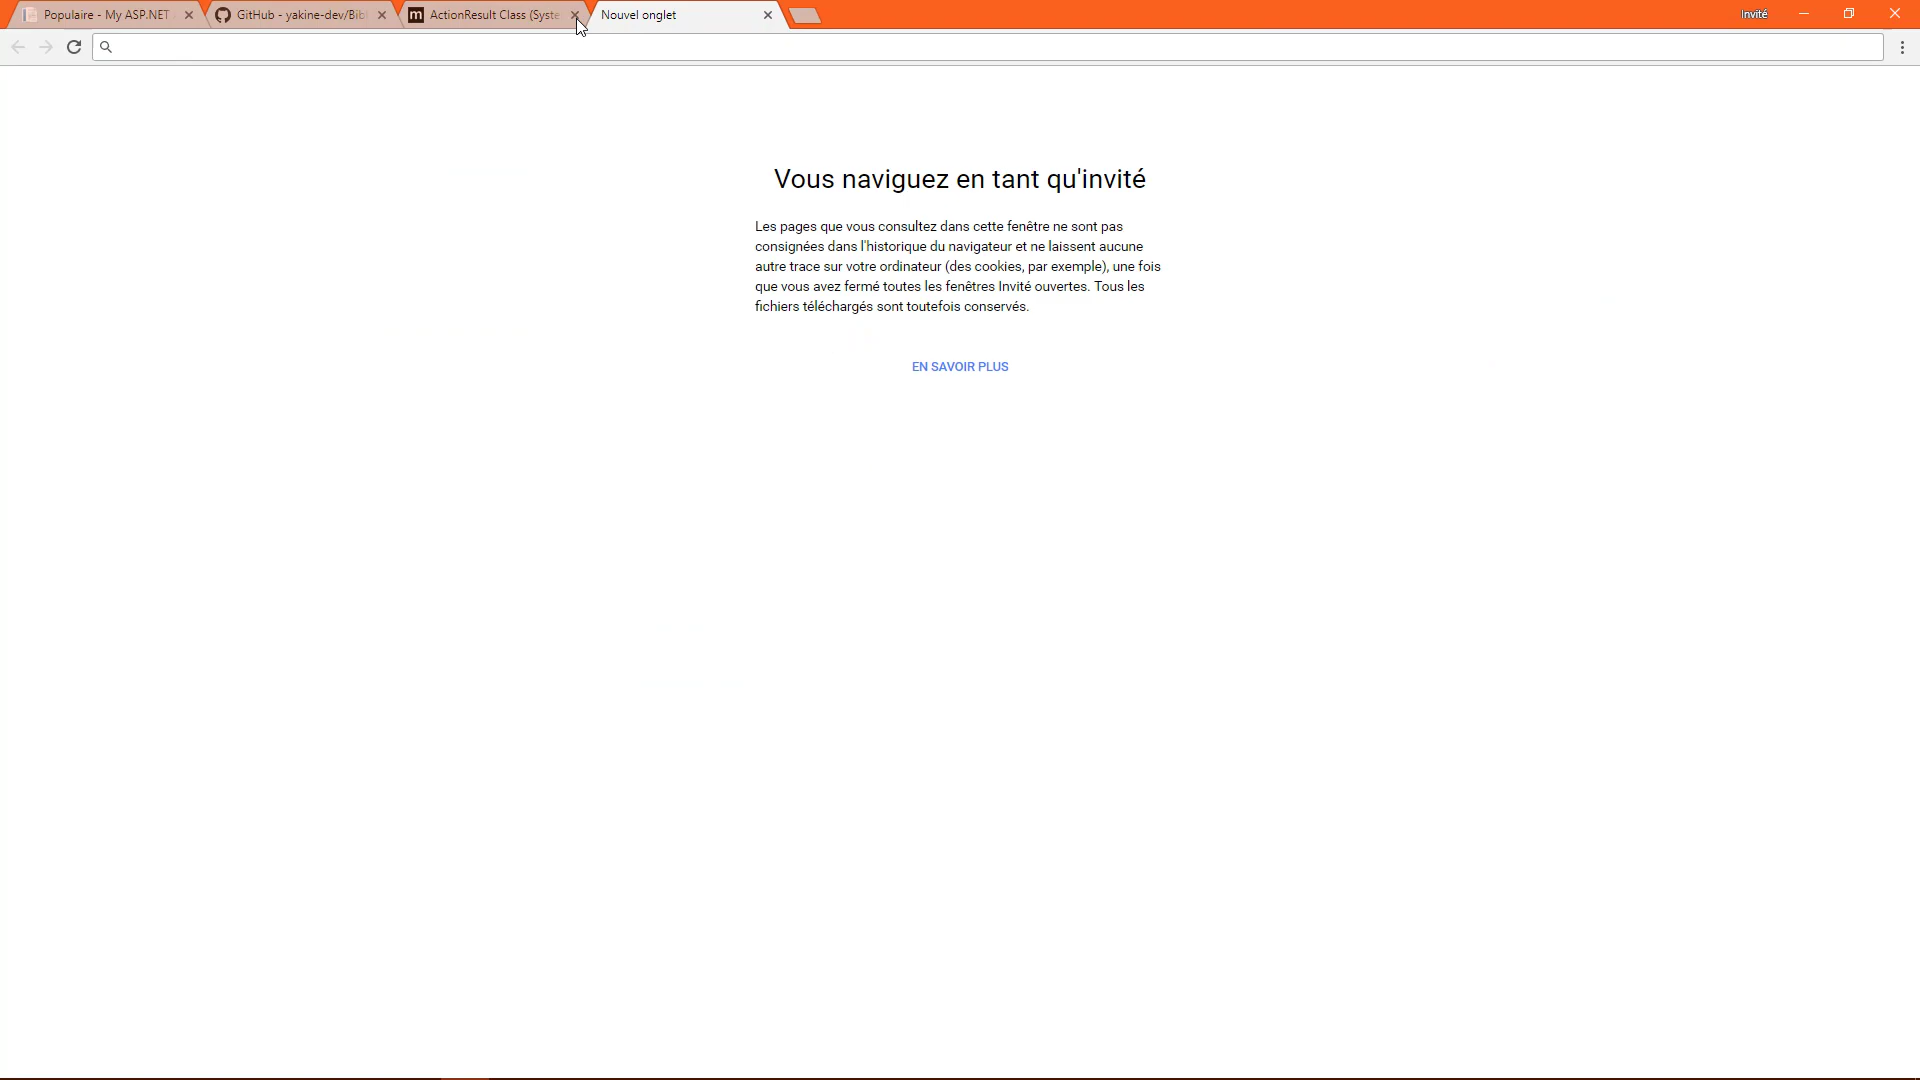 Populaire - My ASP.NET
GitHub - yakine-dev/Bib
ActionResult Class (Syste
Nouvel onglet
Invité
Vous naviguez en tant qu'invité
Les pages que vous consultez dans cette fenêtre ne sont pas
consignées dans l'historique du navigateur et ne laissent aucune
autre trace sur votre ordinateur (des cookies, par exemple), une fois
que vous avez fermé toutes les fenêtres Invité ouvertes. Tous les
fichiers téléchargés sont toutefois conservés.
EN SAVOIR PLUS